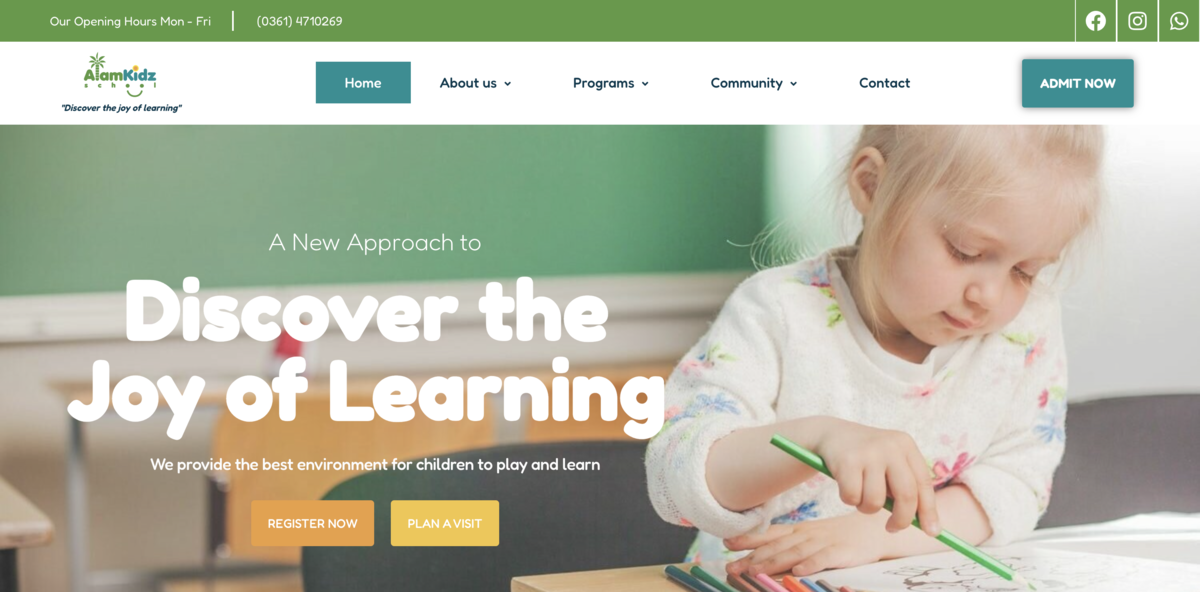 Our Opening Hours Mon - Fri
(0361) 4710269
AlamKidz
school
"Discover the joy of learning"
Home
About us
Programs
Community
Contact
ADMIT NOW
A New Approach to
Discover the
Joy of Learning
We provide the best environment for children to play and learn
REGISTER NOW
PLAN A VISIT